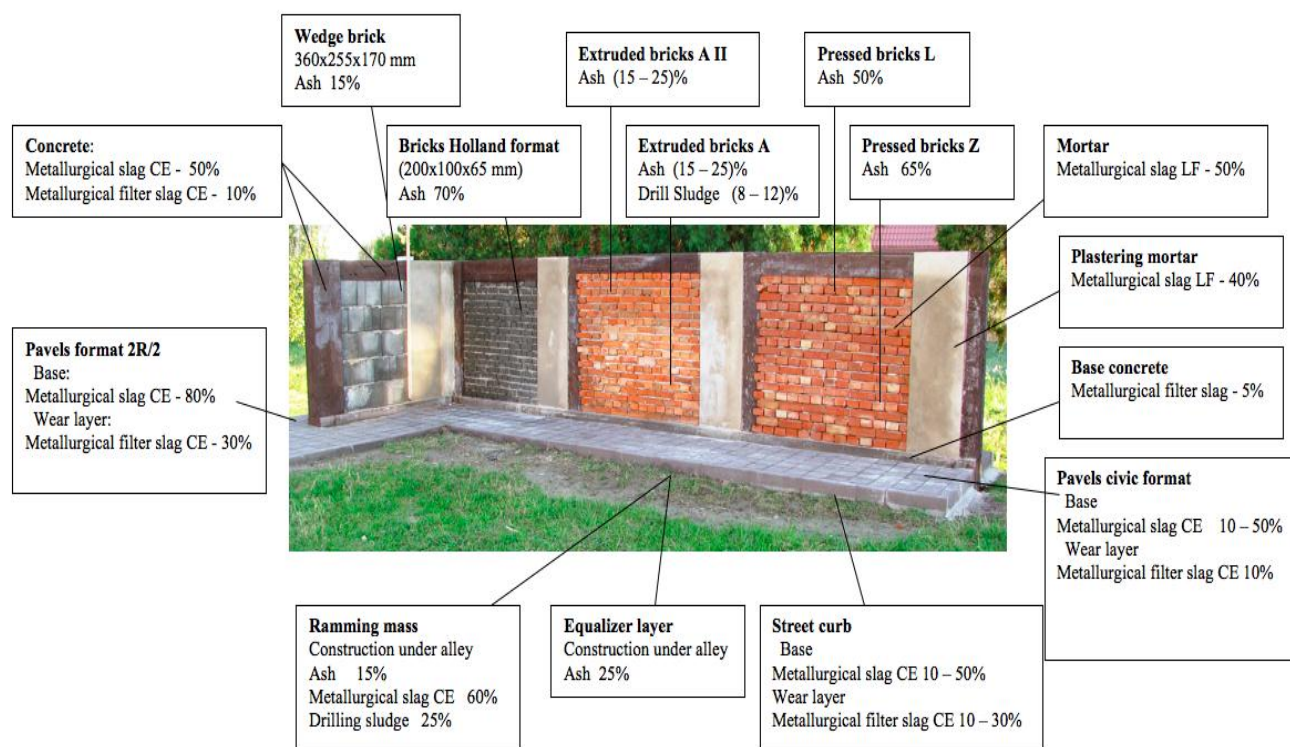 Wedge brick
360x255x170 mm
Ash 15%
Extruded bricks A II
Ash (15 – 25)%
Pressed bricks L
Ash 50%
Concrete:
Metallurgical slag CE - 50%
Metallurgical filter slag CE - 10%
Bricks Holland format
(200x100x65 mm)
Ash 70%
Extruded bricks A
Ash (15 – 25)%
Drill Sludge (8 – 12)%
Pressed bricks Z
Ash 65%
Mortar
Metallurgical slag LF - 50%
Plastering mortar
Metallurgical slag LF - 40%
Pavels format 2R/2
Base:
Metallurgical slag CE - 80%
Wear layer:
Metallurgical filter slag CE - 30%
Base concrete
Metallurgical filter slag - 5%
Pavels civic format
Base
Metallurgical slag CE 10 – 50%
Wear layer
Metallurgical filter slag CE 10%
Ramming mass
Construction under alley
Ash 15%
Metallurgical slag CE 60%
Drilling sludge 25%
Equalizer layer
Construction under alley
Ash 25%
Street curb
Base
Metallurgical slag CE 10 – 50%
Wear layer
Metallurgical filter slag CE 10 – 30%